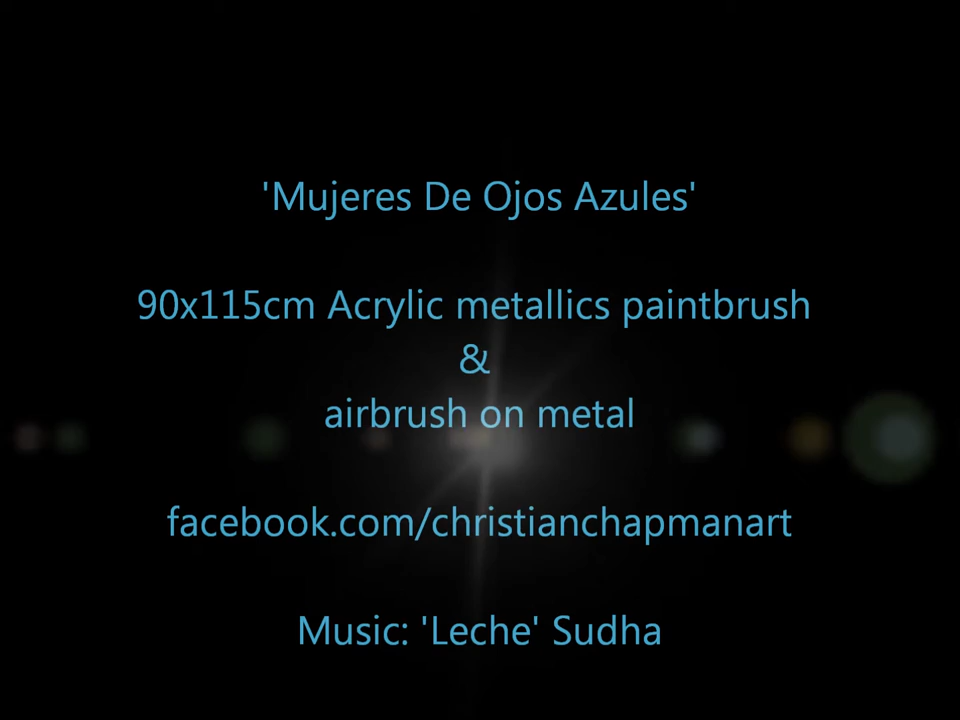 'Mujeres De Ojos Azules'
90x115cm Acrylic metallics paintbrush
&
airbrush on metal
facebook.com/christianchapmanart
Music: 'Leche' Sudha